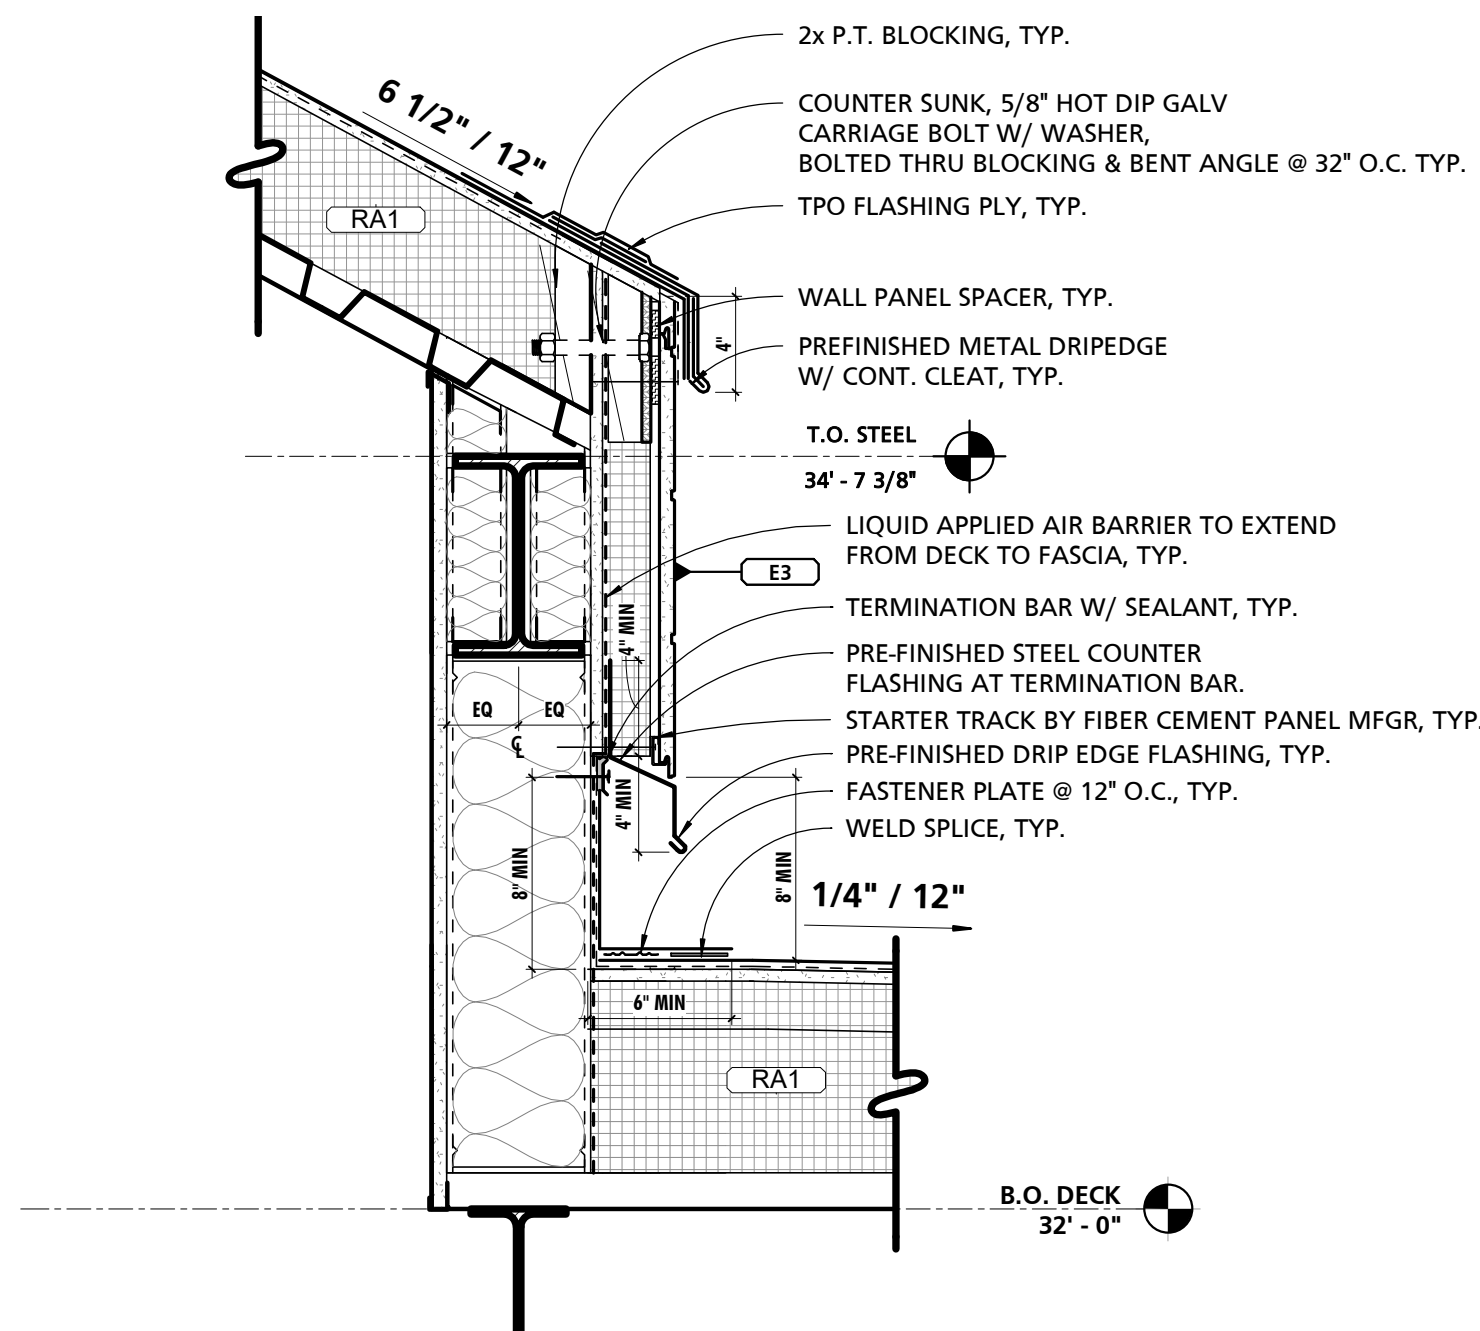 2x P.T. BLOCKING, TYP.
6 1/2" / 12"
COUNTER SUNK, 5/8" HOT DIP GALV
CARRIAGE BOLT W/ WASHER,
BOLTED THRU BLOCKING & BENT ANGLE @ 32" O.C. TYP.
RA1
TPO FLASHING PLY, TYP.
WALL PANEL SPACER, TYP.
4"
PREFINISHED METAL DRIPEDGE
W/ CONT. CLEAT, TYP.
T.O. STEEL
34' - 7 3/8"
LIQUID APPLIED AIR BARRIER TO EXTEND
FROM DECK TO FASCIA, TYP.
E3
TERMINATION BAR W/ SEALANT, TYP.
4" MIN
PRE-FINISHED STEEL COUNTER
FLASHING AT TERMINATION BAR.
EQ EQ
STARTER TRACK BY FIBER CEMENT PANEL MFGR, TYP.
℄
PRE-FINISHED DRIP EDGE FLASHING, TYP.
4" MIN
FASTENER PLATE @ 12" O.C., TYP.
WELD SPLICE, TYP.
8" MIN
8" MIN
1/4" / 12"
6" MIN
RA1
B.O. DECK
32' - 0"